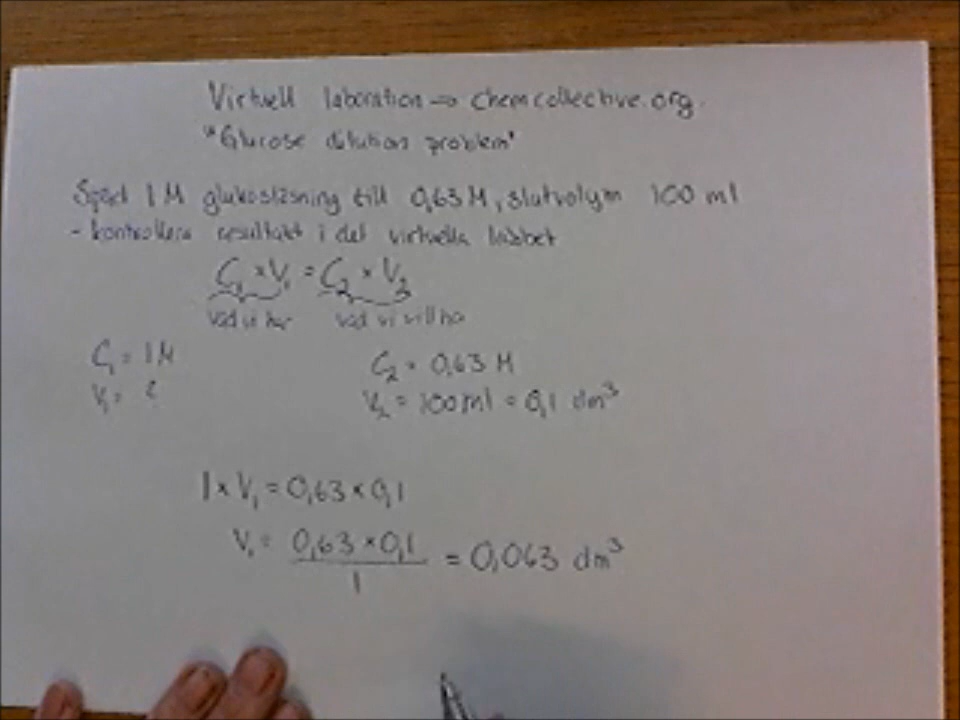 Virtuell laboration → chemcollective.org.
"Glucose dilution problem"
Späd 1 M glukoslösning till 0,63 M, slutvolym 100 ml
- kontrollera resultatet i det virtuella labbet
C₁ × V₁ = C₂ × V₂
vad vi har vad vi vill ha
C₁ = 1 M C₂ = 0,63 M
V₁ = ? V₂ = 100 ml = 0,1 dm³
1 × V₁ = 0,63 × 0,1
V₁ = 0,63 × 0,1 / 1 = 0,063 dm³